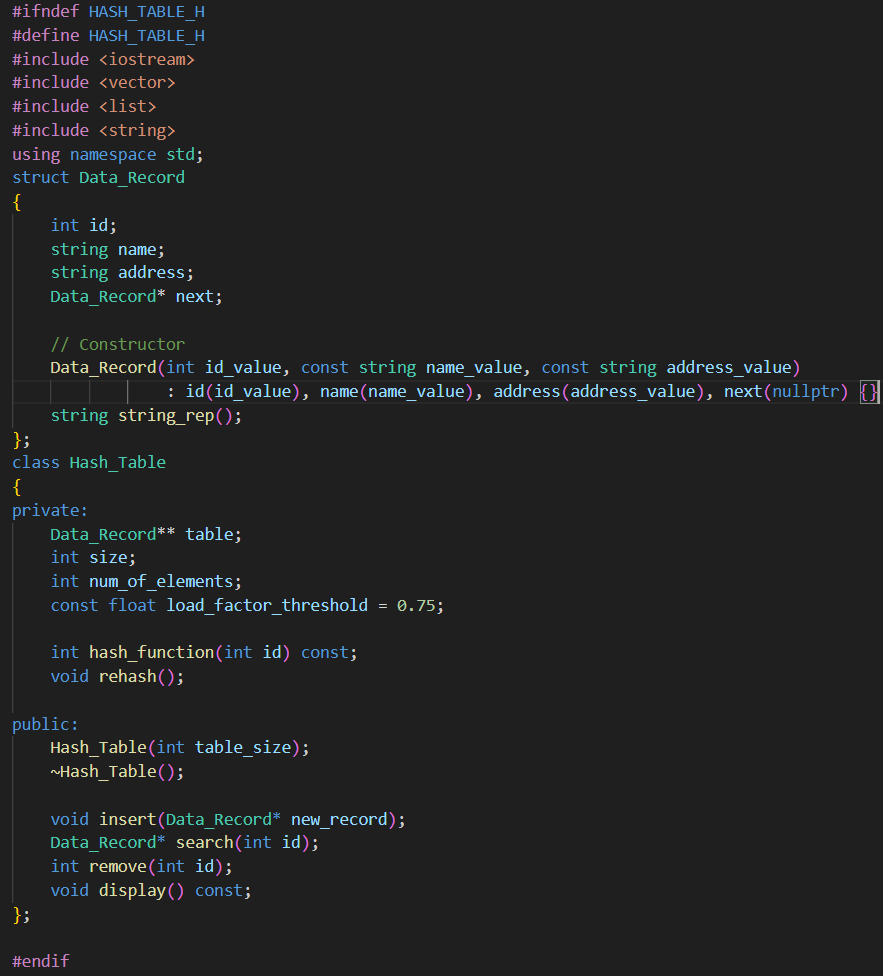 #ifndef HASH_TABLE_H
#define HASH_TABLE_H
#include <iostream>
#include <vector>
#include <list>
#include <string>
using namespace std;
struct Data_Record
{
    int id;
    string name;
    string address;
    Data_Record* next;

    // Constructor
    Data_Record(int id_value, const string name_value, const string address_value)
                : id(id_value), name(name_value), address(address_value), next(nullptr) {}
    string string_rep();
};
class Hash_Table
{
private:
    Data_Record** table;
    int size;
    int num_of_elements;
    const float load_factor_threshold = 0.75;

    int hash_function(int id) const;
    void rehash();

public:
    Hash_Table(int table_size);
    ~Hash_Table();

    void insert(Data_Record* new_record);
    Data_Record* search(int id);
    int remove(int id);
    void display() const;
};

#endif